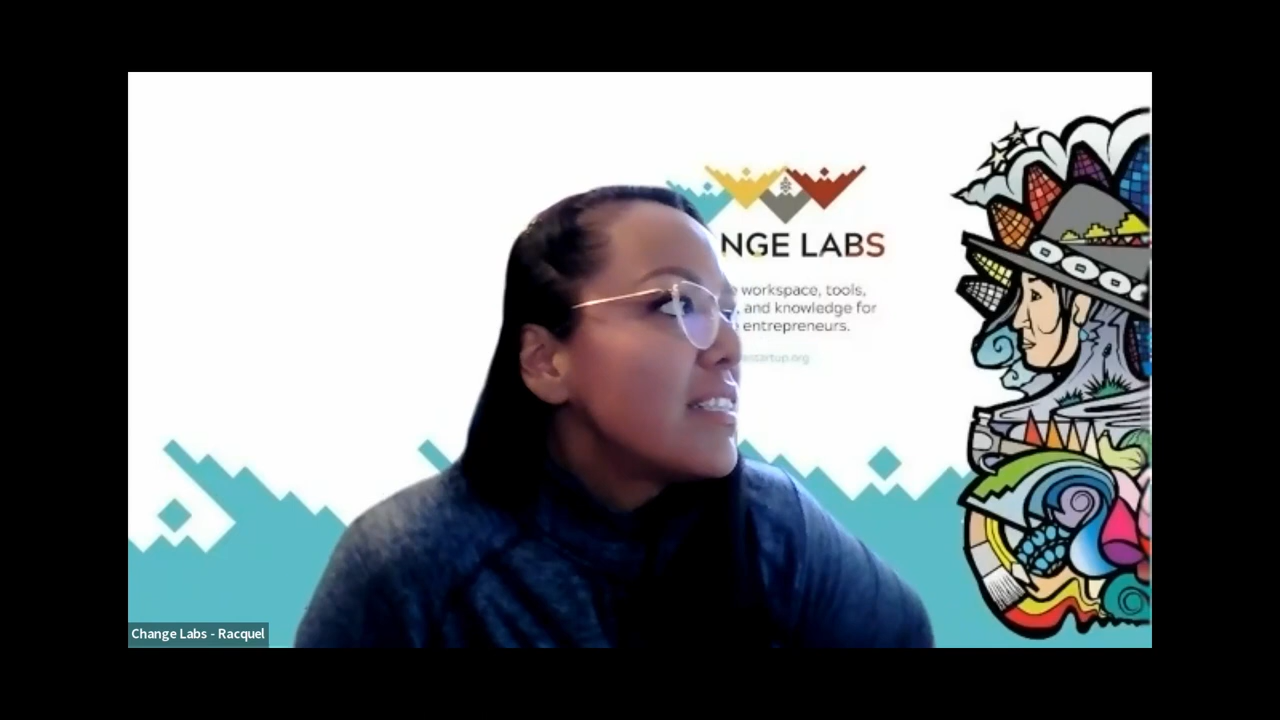 NGE LABS
workspace, tools,
, and knowledge for
entrepreneurs.
Change Labs - Racquel